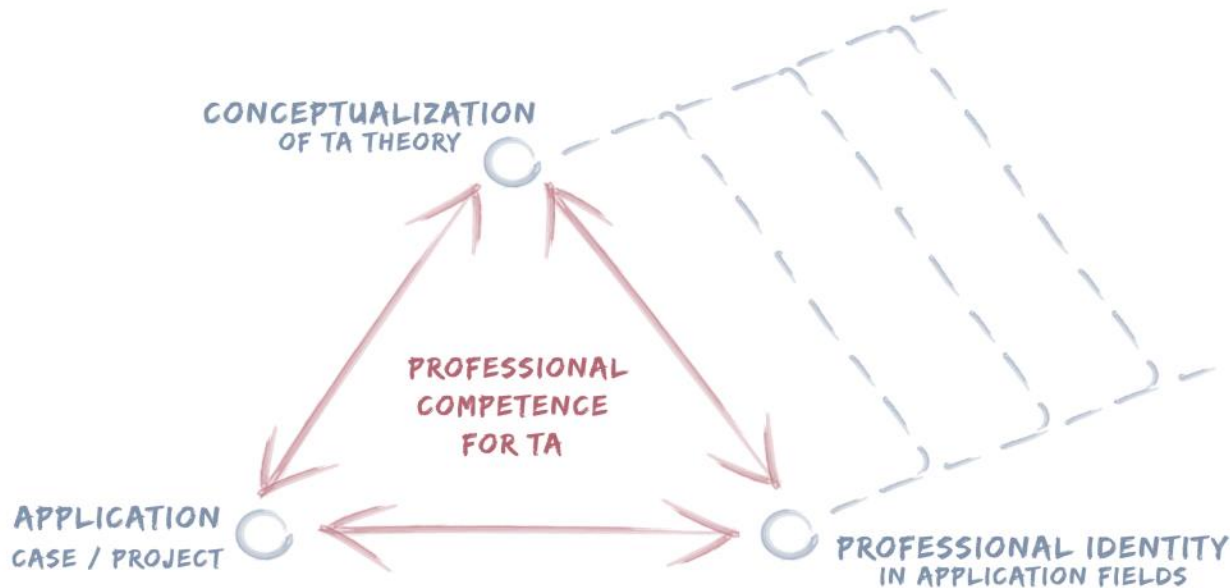 CONCEPTUALIZATION
OF TA THEORY
PROFESSIONAL
COMPETENCE
FOR TA
APPLICATION
CASE / PROJECT
PROFESSIONAL IDENTITY
IN APPLICATION FIELDS